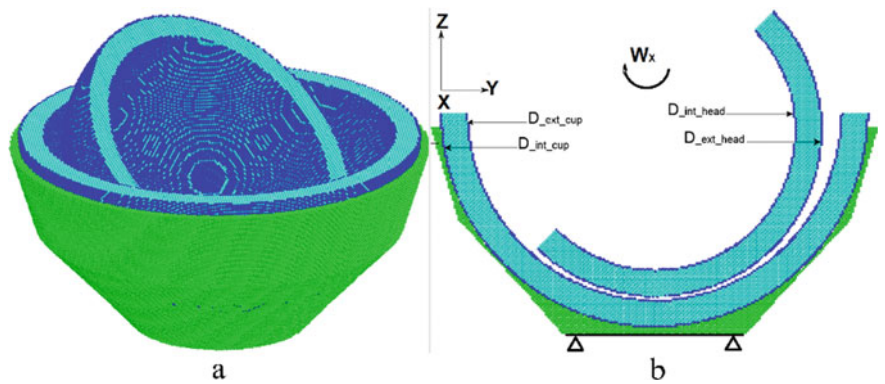 Z
Y
X
Wx
D_ext_cup
D_int_cup
D_int_head
D_ext_head
a
b